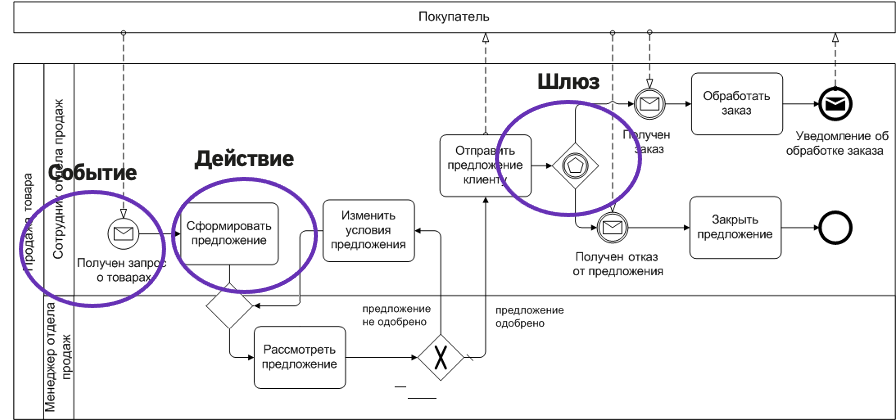 Покупатель
Продажа товара
Сотрудник отдела продаж
Менеджер отдела
продаж
Событие
Действие
Шлюз
Получен запрос
о товарах
Сформировать
предложение
Изменить
условия
предложения
Отправить
предложение
клиенту
Получен
заказ
Обработать
заказ
Уведомление об
обработке заказа
Получен отказ
от предложения
Закрыть
предложение
предложение
не одобрено
предложение
одобрено
Рассмотреть
предложение